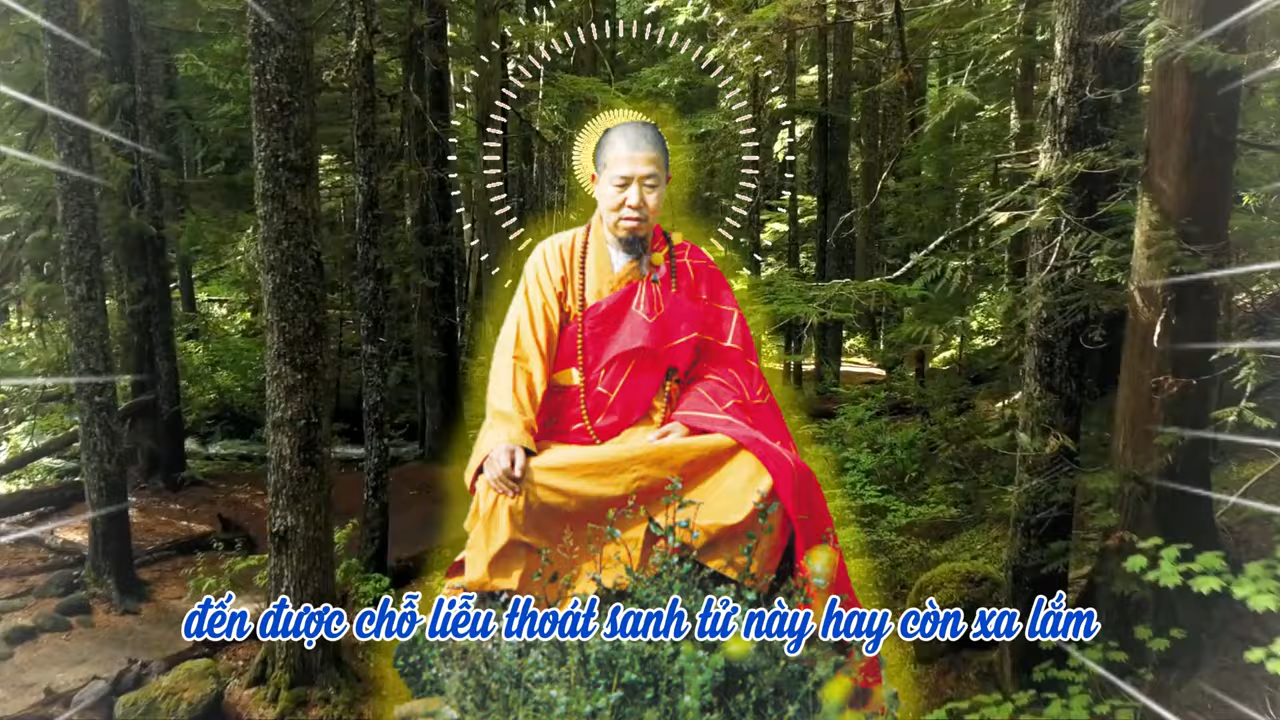 đến được chỗ liễu thoát sanh tử này hay còn xa lắm